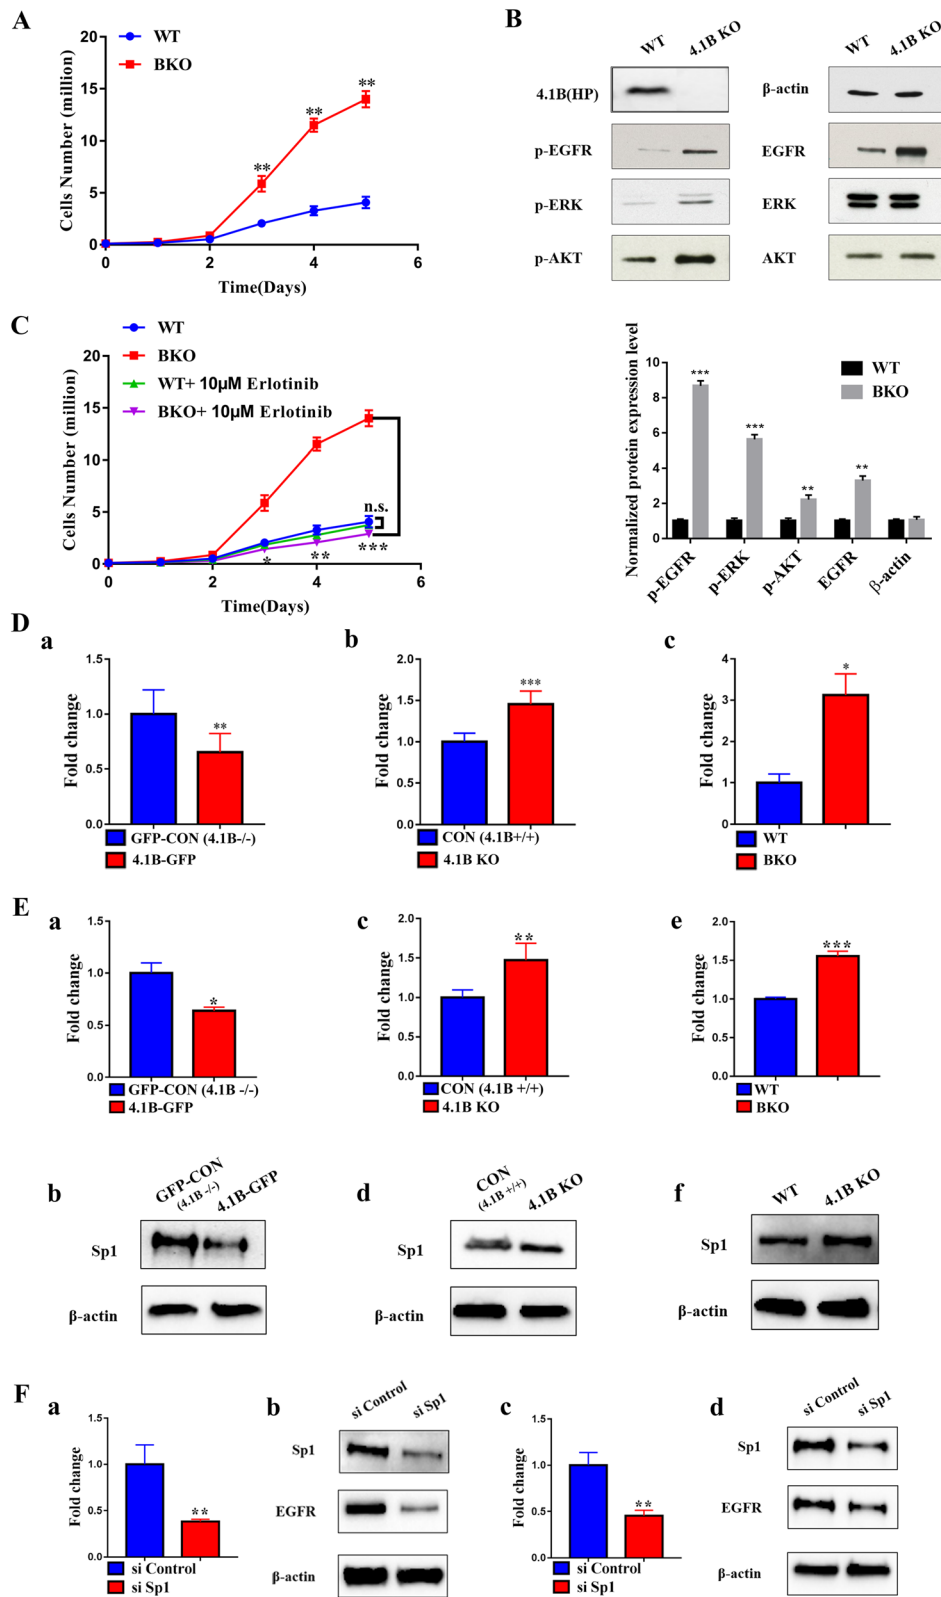 A
WT
BKO
Cells Number (million)
20
15
10
5
0
**
**
**
0
2
4
6
Time(Days)
B
WT
4.1B KO
4.1B(HP)
p-EGFR
p-ERK
p-AKT
WT
4.1B KO
β-actin
EGFR
ERK
AKT
C
WT
BKO
WT+ 10μM Erlotinib
BKO+ 10μM Erlotinib
Cells Number (million)
20
15
10
5
0
n.s.
*
**
***
0
2
4
6
Time(Days)
Normalized protein expression level
10
8
6
4
2
0
WT
BKO
***
***
**
**
p-EGFR
p-ERK
p-AKT
EGFR
β-actin
D
a
Fold change
1.5
1.0
0.5
0.0
**
GFP-CON (4.1B-/-)
4.1B-GFP
b
Fold change
2.0
1.5
1.0
0.5
0.0
***
CON (4.1B+/+)
4.1B KO
c
Fold change
4
3
2
1
0
*
WT
BKO
E
a
Fold change
1.5
1.0
0.5
0.0
*
GFP-CON (4.1B -/-)
4.1B-GFP
c
Fold change
2.0
1.5
1.0
0.5
0.0
**
CON (4.1B +/+)
4.1B KO
e
Fold change
2.0
1.5
1.0
0.5
0.0
***
WT
BKO
b
GFP-CON
(4.1B -/-)
4.1B-GFP
Sp1
β-actin
d
CON
(4.1B +/+)
4.1B KO
Sp1
β-actin
f
WT
4.1B KO
Sp1
β-actin
F
a
Fold change
1.5
1.0
0.5
0.0
**
si Control
si Sp1
b
si Control
si Sp1
Sp1
EGFR
β-actin
c
Fold change
1.5
1.0
0.5
0.0
**
si Control
si Sp1
d
si Control
si Sp1
Sp1
EGFR
β-actin